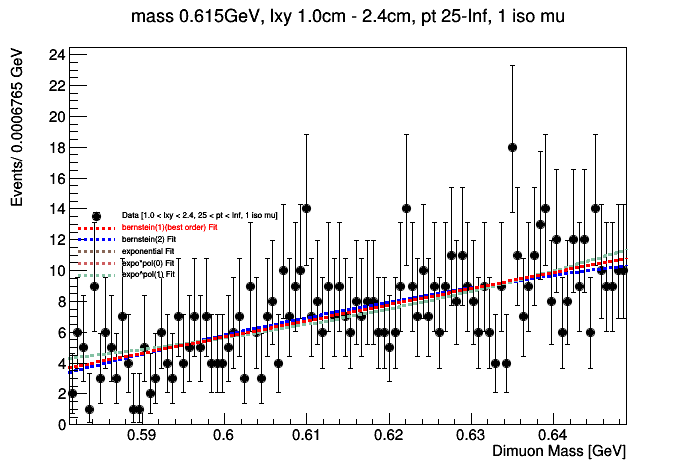 mass 0.615GeV, lxy 1.0cm - 2.4cm, pt 25-Inf, 1 iso mu
Events/ 0.0006765 GeV
24
22
20
18
16
14
12
10
8
6
4
2
0
Data [1.0 < lxy < 2.4, 25 < pt < Inf, 1 iso mu]
bernstein(1)(best order) Fit
bernstein(2) Fit
exponential Fit
expo*pol(0) Fit
expo*pol(1) Fit
0.59 0.6 0.61 0.62 0.63 0.64
Dimuon Mass [GeV]